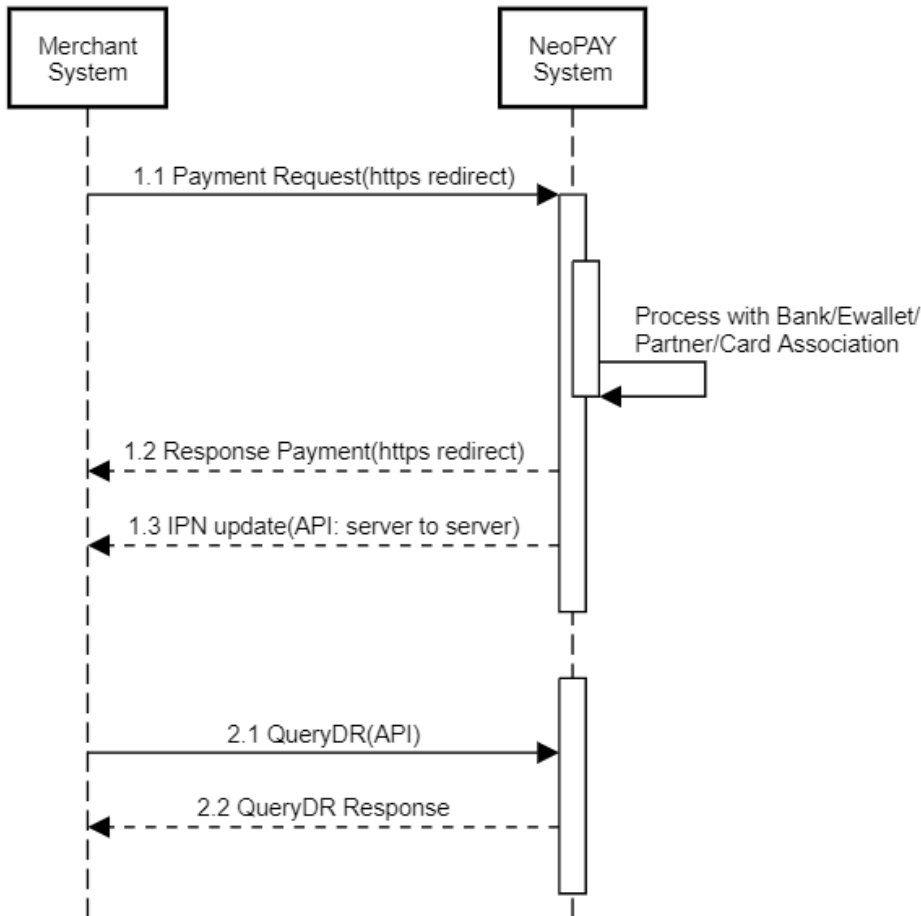 Merchant
System
NeoPAY
System
1.1 Payment Request(https redirect)
Process with Bank/Ewallet/
Partner/Card Association
1.2 Response Payment(https redirect)
1.3 IPN update(API: server to server)
2.1 QueryDR(API)
2.2 QueryDR Response